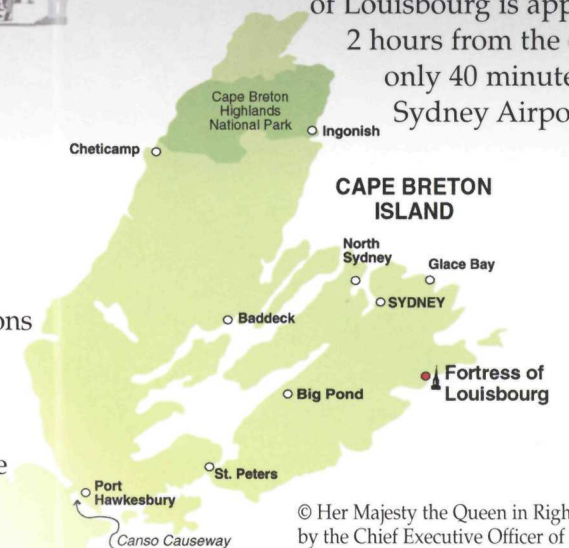 of Louisbourg is app
2 hours from the
only 40 minute
Sydney Airpo
Cape Breton
Highlands
National Park
Ingonish
Cheticamp
CAPE BRETON
ISLAND
North
Sydney
Glace Bay
SYDNEY
ons
Baddeck
Fortress of
Louisbourg
Big Pond
e
St. Peters
Port
Hawkesbury
Canso Causeway
© Her Majesty the Queen in Righ
by the Chief Executive Officer of